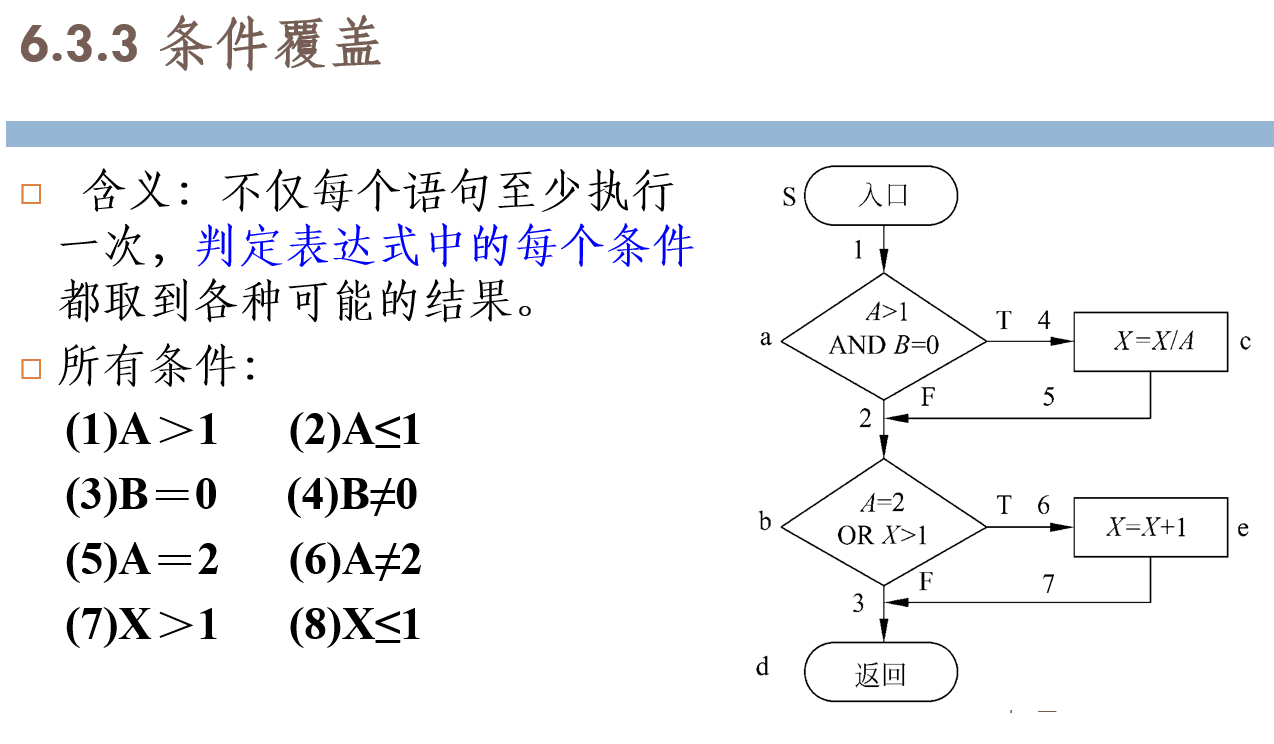 6.3.3 条件覆盖
含义：不仅每个语句至少执行
一次，判定表达式中的每个条件
都取到各种可能的结果。
所有条件：
(1)A＞1 (2)A≤1
(3)B＝0 (4)B≠0
(5)A＝2 (6)A≠2
(7)X＞1 (8)X≤1
S
入口
1
a
A>1
AND B=0
T 4
X=X/A
c
F
5
2
b
A=2
OR X>1
T 6
X=X+1
e
F
7
3
d
返回